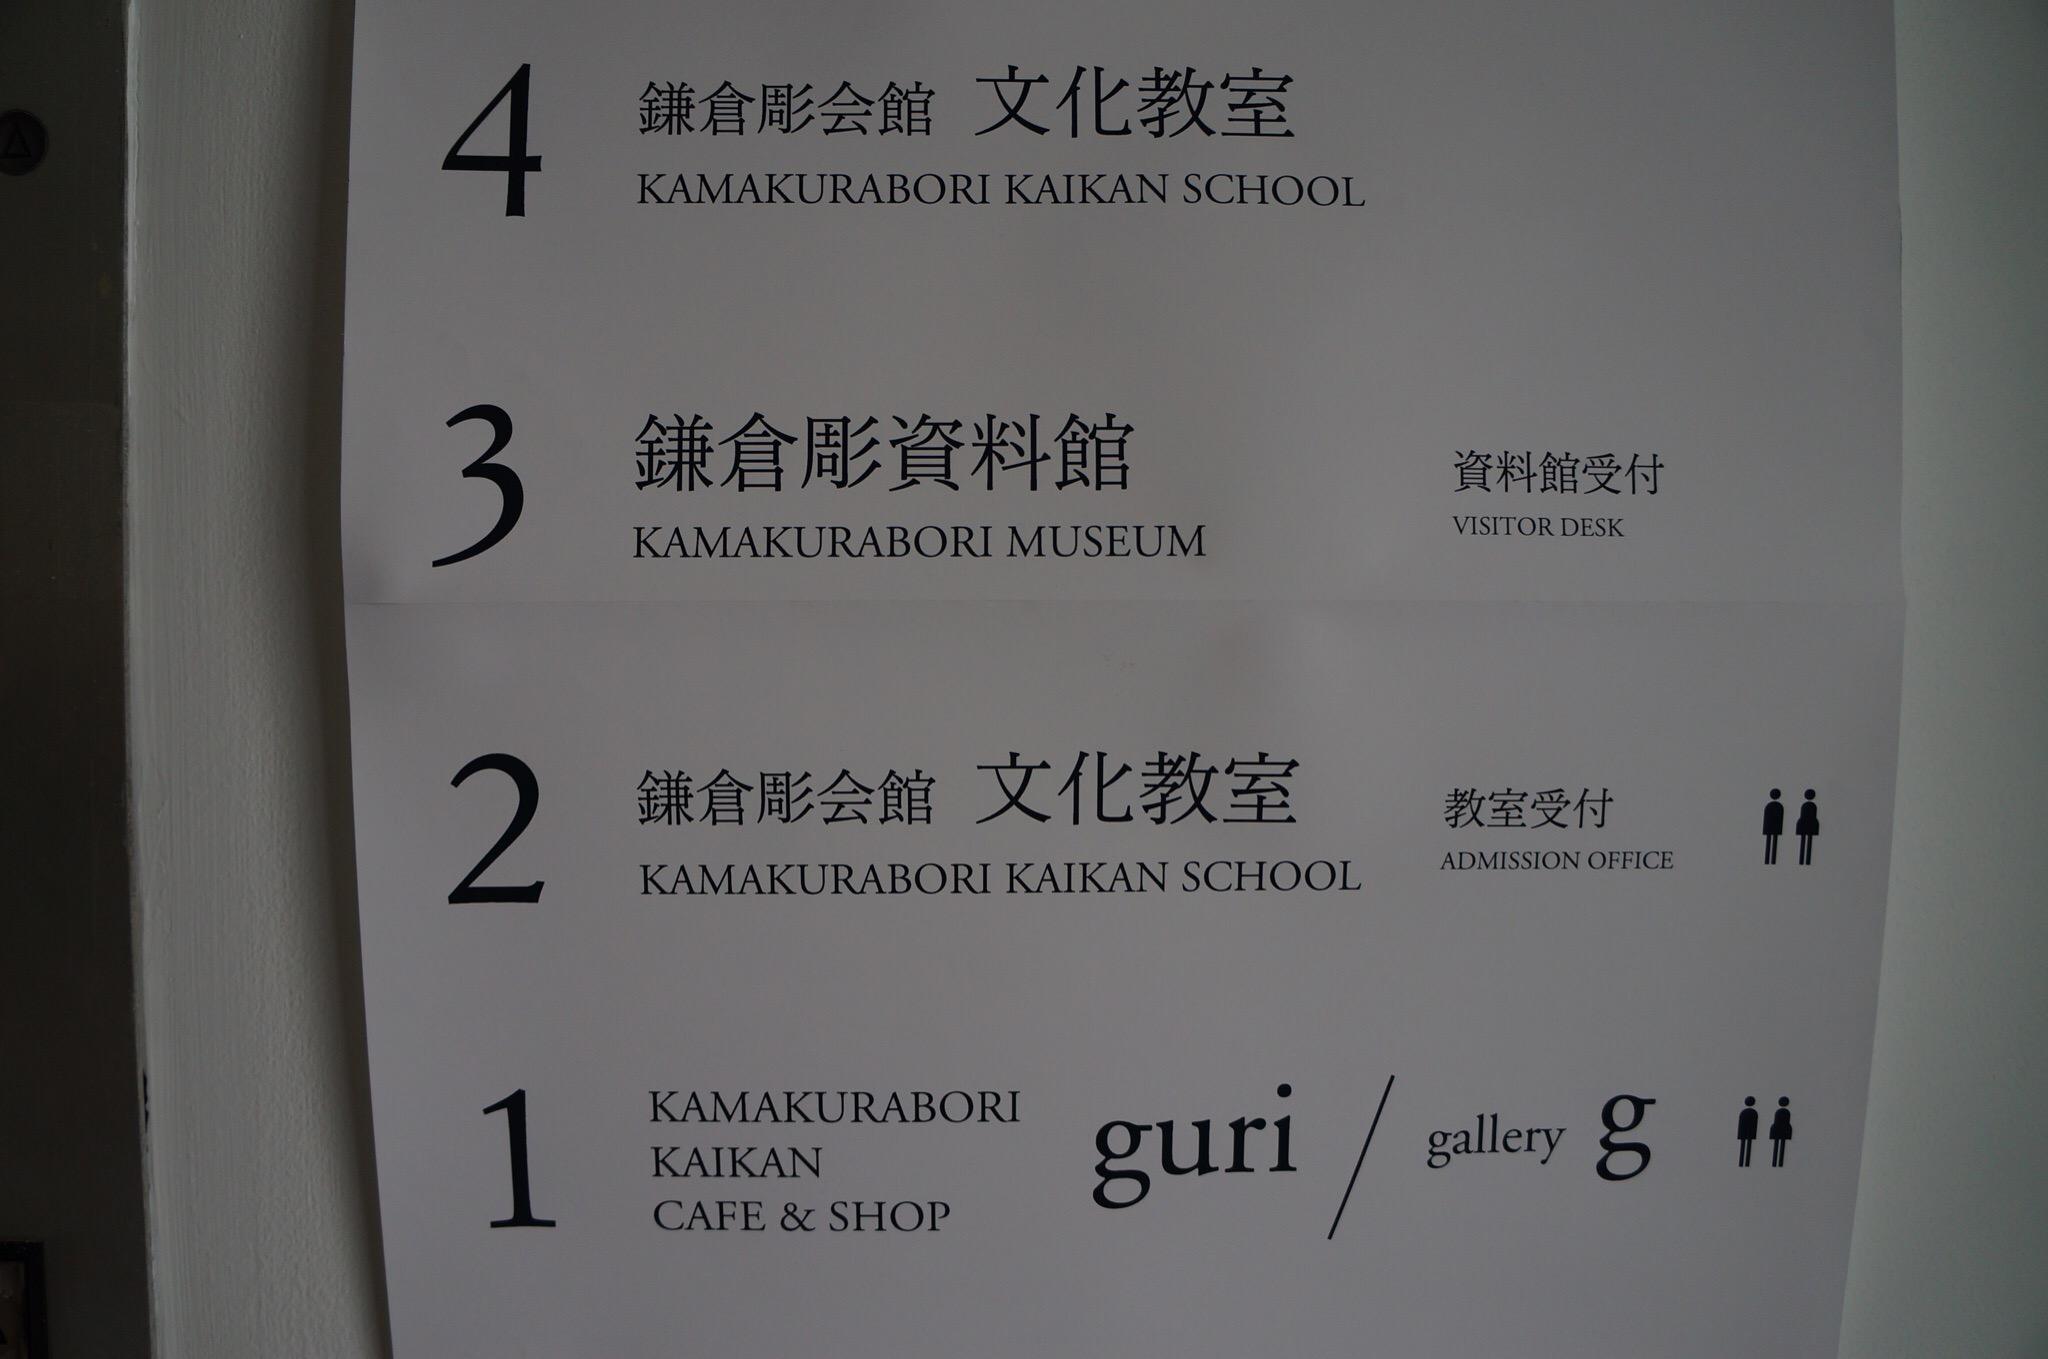 4 鎌倉彫会館 文化教室
KAMAKURABORI KAIKAN SCHOOL
3 鎌倉彫資料館 資料館受付
KAMAKURABORI MUSEUM VISITOR DESK
2 鎌倉彫会館 文化教室 教室受付
KAMAKURABORI KAIKAN SCHOOL ADMISSION OFFICE
1 KAMAKURABORI
KAIKAN
CAFE & SHOP
guri / gallery g